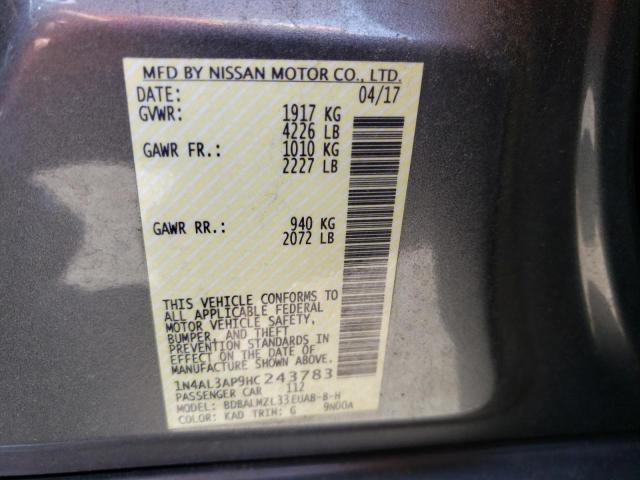 MFD BY NISSAN MOTOR CO., LTD.
DATE: 04/17
GVWR: 1917 KG
4226 LB
GAWR FR.: 1010 KG
2227 LB
GAWR RR.: 940 KG
2072 LB
THIS VEHICLE CONFORMS TO
ALL APPLICABLE FEDERAL
MOTOR VEHICLE SAFETY,
BUMPER, AND THEFT
PREVENTION STANDARDS IN
EFFECT ON THE DATE OF
MANUFACTURE SHOWN ABOVE.
1N4AL3AP9HC243783
PASSENGER CAR 112
MODEL: BDBALMZL33EUAB-B-H
COLOR: KAD TRIM: G 9N00A